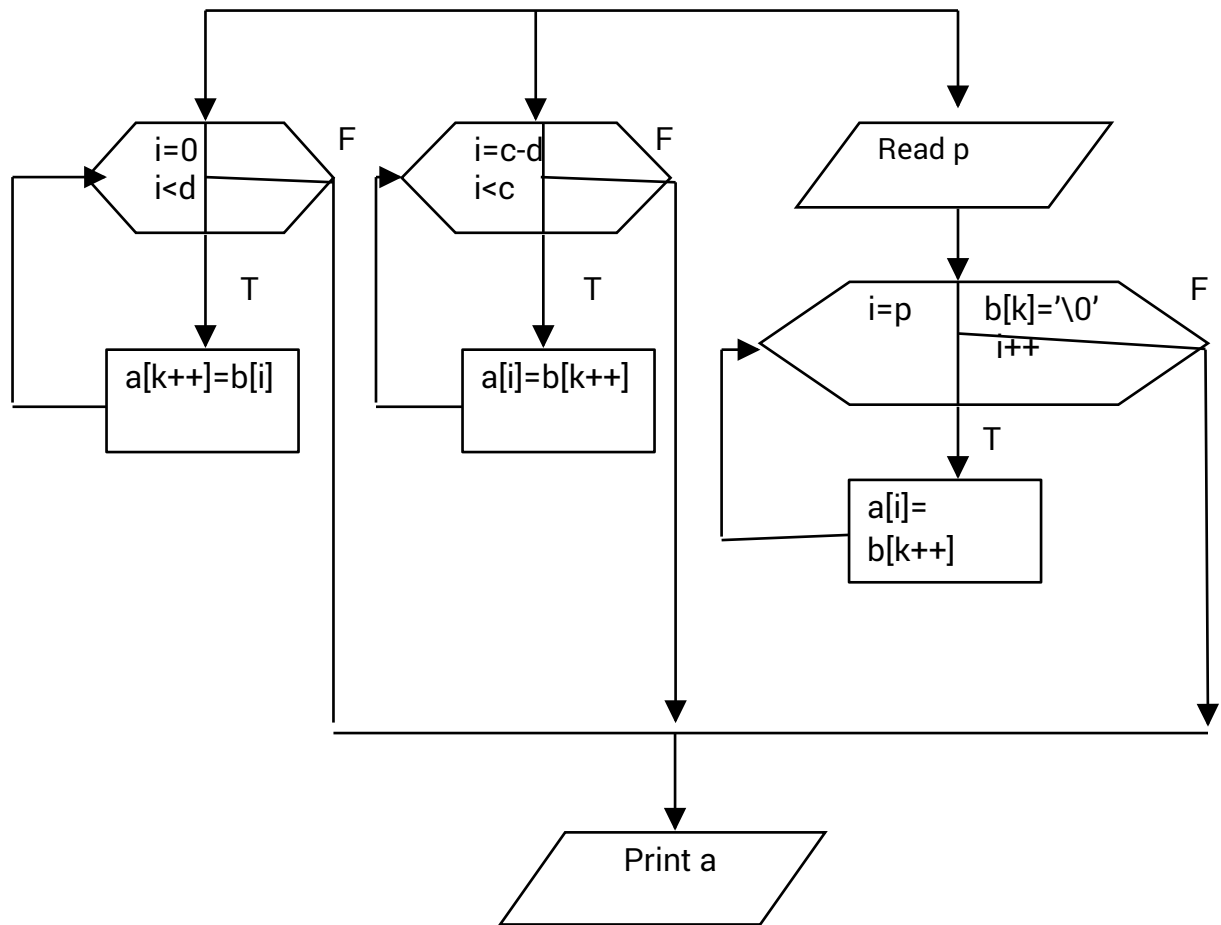 i=0
i<d
F
T
a[k++]=b[i]
i=c-d
i<c
F
T
a[i]=b[k++]
Read p
i=p
b[k]=’\0’
i++
F
T
a[i]=
b[k++]
Print a